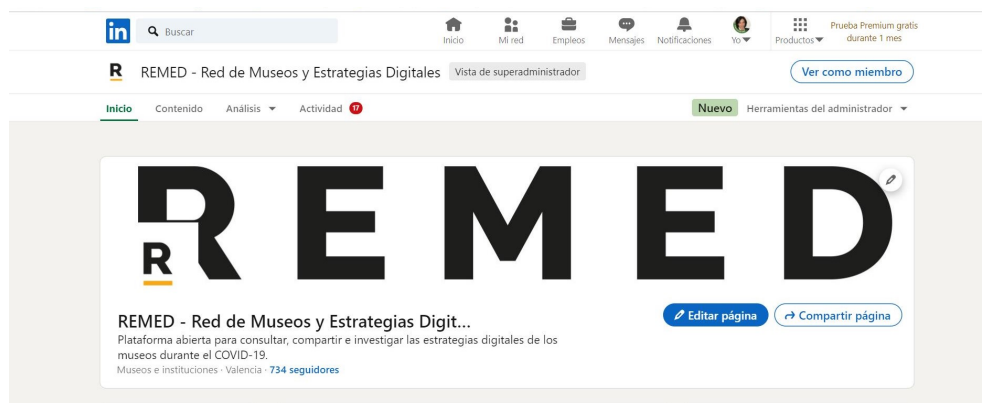 in
Buscar
Inicio
Mi red
Empleos
Mensajes
Notificaciones
Yo
Productos
Prueba Premium gratis
durante 1 mes
R
REMED - Red de Museos y Estrategias Digitales
Vista de superadministrador
Ver como miembro
Inicio
Contenido
Análisis
Actividad
17
Nuevo
Herramientas del administrador
REMED
R
REMED - Red de Museos y Estrategias Digit...
Editar página
Compartir página
Plataforma abierta para consultar, compartir e investigar las estrategias digitales de los
museos durante el COVID-19.
Museos e instituciones · Valencia · 734 seguidores